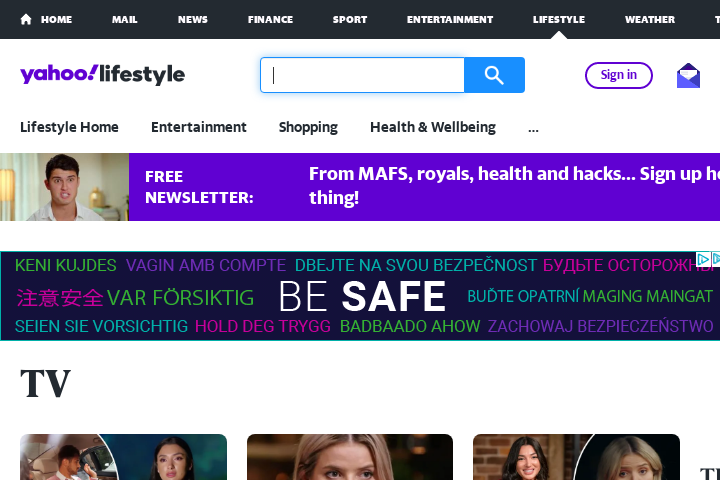 HOME MAIL NEWS FINANCE SPORT ENTERTAINMENT LIFESTYLE WEATHER
yahoo!lifestyle
Sign in
Lifestyle Home Entertainment Shopping Health & Wellbeing ...
FREE
NEWSLETTER:
From MAFS, royals, health and hacks... Sign up
thing!
KENI KUJDES VAGIN AMB COMPTE DBEJTE NA SVOU BEZPEČNOST БУДЬТЕ ОСТОРОЖНЫ
注意安全 VAR FÖRSIKTIG BE SAFE BUĎTE OPATRNÍ MAGING MAINGAT
SEIEN SIE VORSICHTIG HOLD DEG TRYGG BADBAADO AHOW ZACHOWAJ BEZPIECZEŃSTWO
TV